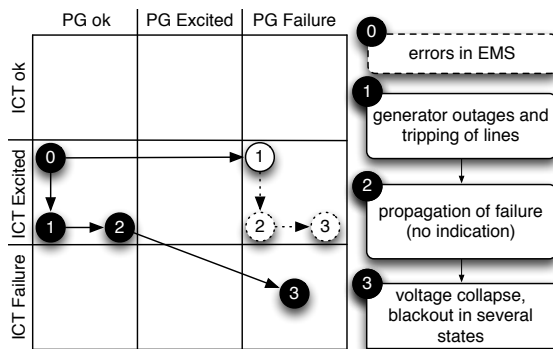 PG ok
PG Excited
PG Failure
ICT ok
ICT Excited
ICT Failure
0
1
1
2
2
3
3
0
errors in EMS
1
generator outages and
tripping of lines
2
propagation of failure
(no indication)
3
voltage collapse,
blackout in several
states